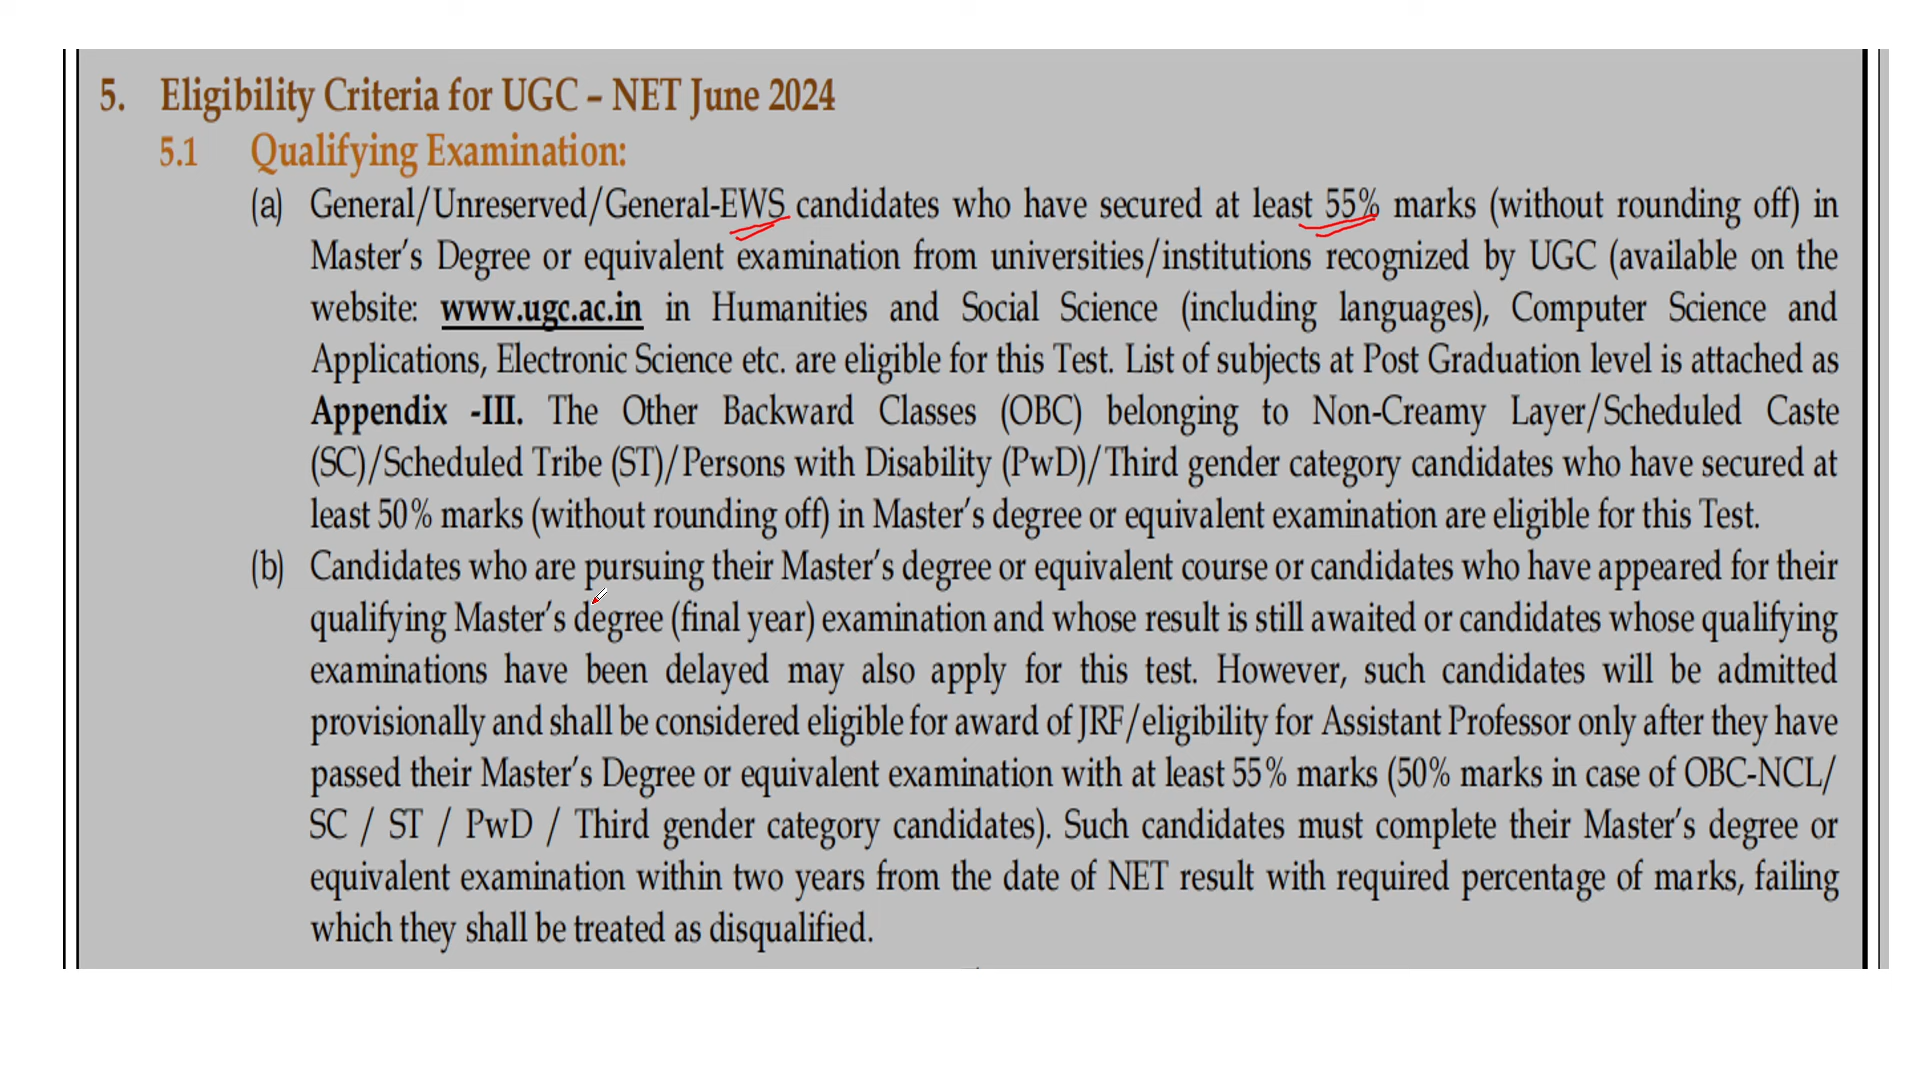 5. Eligibility Criteria for UGC – NET June 2024
5.1 Qualifying Examination:
(a) General/Unreserved/General-EWS candidates who have secured at least 55% marks (without rounding off) in
Master’s Degree or equivalent examination from universities/institutions recognized by UGC (available on the
website: www.ugc.ac.in in Humanities and Social Science (including languages), Computer Science and
Applications, Electronic Science etc. are eligible for this Test. List of subjects at Post Graduation level is attached as
Appendix -III. The Other Backward Classes (OBC) belonging to Non-Creamy Layer/Scheduled Caste
(SC)/Scheduled Tribe (ST)/Persons with Disability (PwD)/Third gender category candidates who have secured at
least 50% marks (without rounding off) in Master’s degree or equivalent examination are eligible for this Test.
(b) Candidates who are pursuing their Master’s degree or equivalent course or candidates who have appeared for their
qualifying Master’s degree (final year) examination and whose result is still awaited or candidates whose qualifying
examinations have been delayed may also apply for this test. However, such candidates will be admitted
provisionally and shall be considered eligible for award of JRF/eligibility for Assistant Professor only after they have
passed their Master’s Degree or equivalent examination with at least 55% marks (50% marks in case of OBC-NCL/
SC / ST / PwD / Third gender category candidates). Such candidates must complete their Master’s degree or
equivalent examination within two years from the date of NET result with required percentage of marks, failing
which they shall be treated as disqualified.